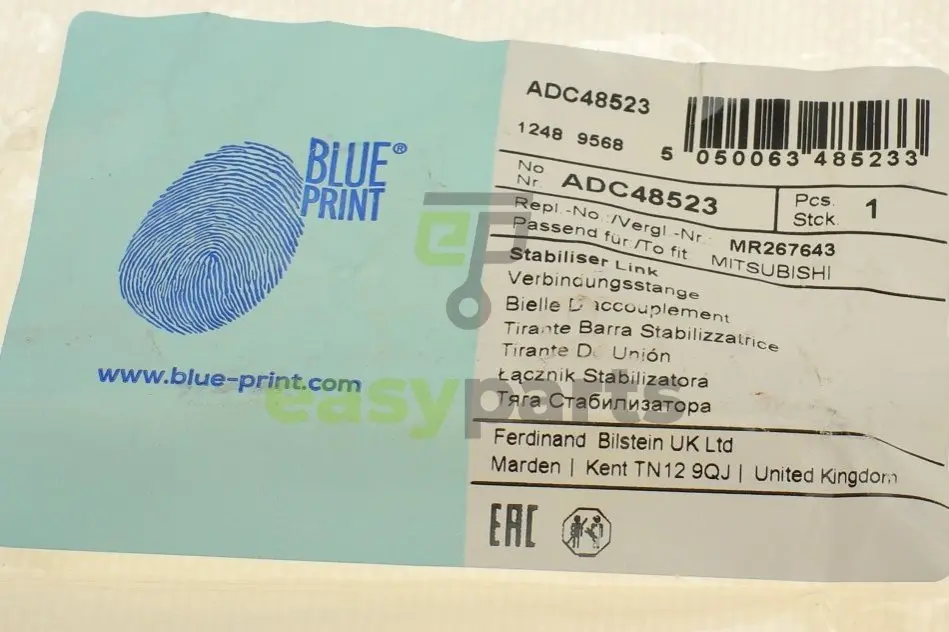 BLUE®
PRINT
www.blue-print.com
ADC48523
1248 9568
5 050063 485233
No
Nr. ADC48523
Pcs.
Stck. 1
Repl.-No.:/Vergl.-Nr.: MR267643
Passend für/To fit MITSUBISHI
Stabiliser Link
Verbindungsstange
Bielle D'accouplement
Tirante Barra Stabilizzatrice
Tirante De Unión
Łącznik Stabilizatora
Тяга Стабилизатора
Ferdinand Bilstein UK Ltd
Marden | Kent TN12 9QJ | United Kingdom
EAC
easyparts